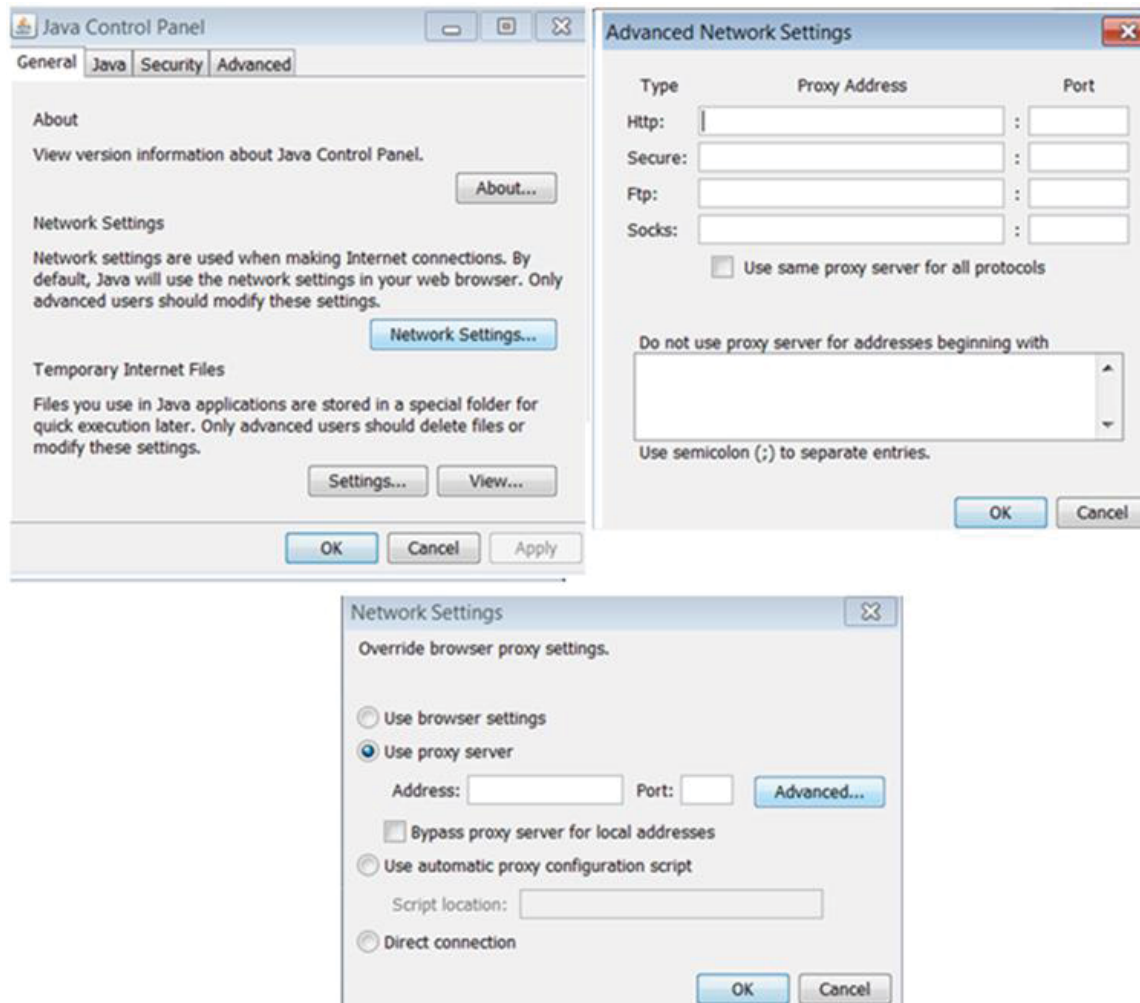 Java Control Panel
General Java Security Advanced
About
View version information about Java Control Panel.
About...
Network Settings
Network settings are used when making Internet connections. By
default, Java will use the network settings in your web browser. Only
advanced users should modify these settings.
Network Settings...
Temporary Internet Files
Files you use in Java applications are stored in a special folder for
quick execution later. Only advanced users should delete files or
modify these settings.
Settings... View...
OK Cancel Apply
Advanced Network Settings
Type Proxy Address Port
Http: :
Secure: :
Ftp: :
Socks: :
Use same proxy server for all protocols
Do not use proxy server for addresses beginning with
Use semicolon (;) to separate entries.
OK Cancel
Network Settings
Override browser proxy settings.
Use browser settings
Use proxy server
Address: Port: Advanced...
Bypass proxy server for local addresses
Use automatic proxy configuration script
Script location:
Direct connection
OK Cancel